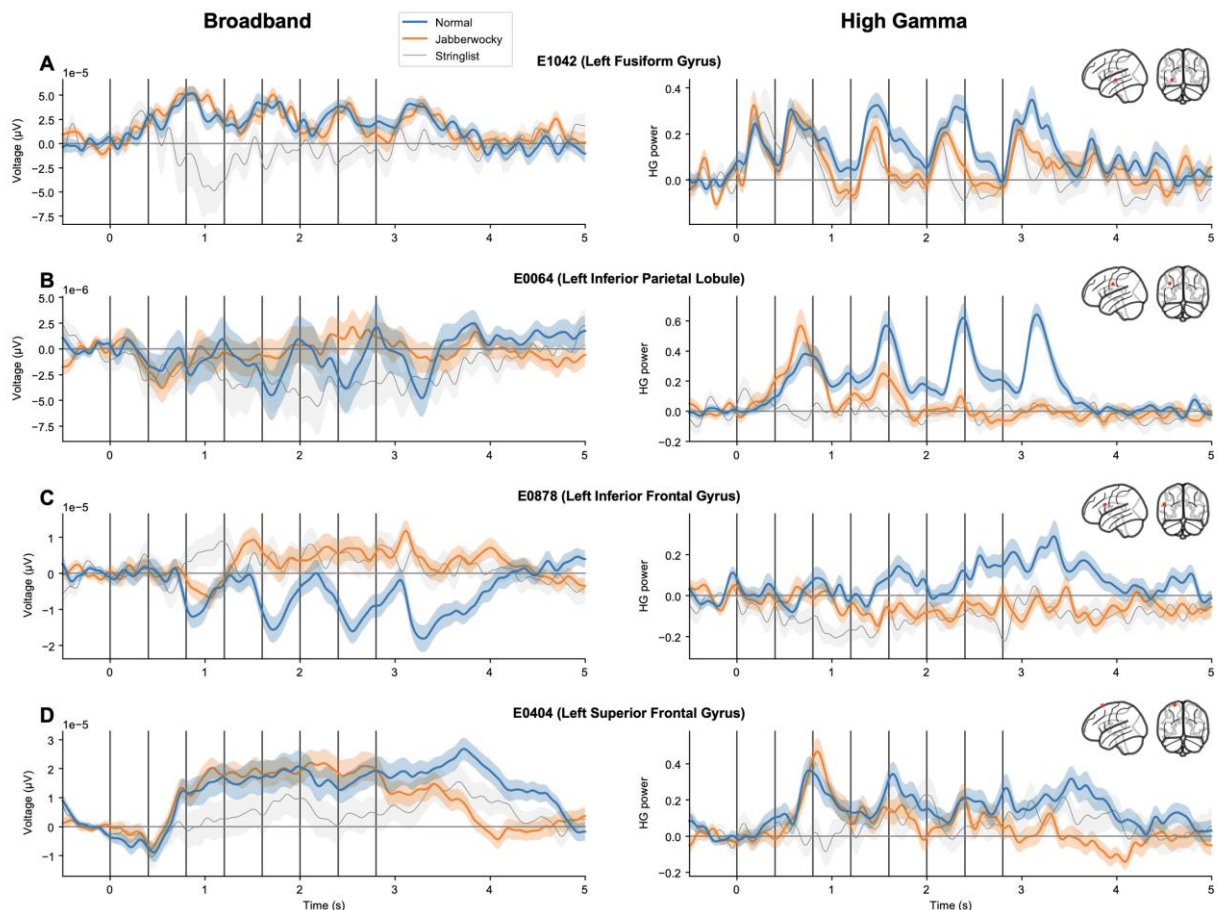 Broadband
High Gamma
Normal
Jabberwocky
Stringlist
A
E1042 (Left Fusiform Gyrus)
1e−5
Voltage (μV)
5.0
2.5
0.0
−2.5
−5.0
−7.5
0 1 2 3 4 5
HG power
0.4
0.2
0.0
0 1 2 3 4 5
B
E0064 (Left Inferior Parietal Lobule)
1e−6
Voltage (μV)
5.0
2.5
0.0
−2.5
−5.0
−7.5
0 1 2 3 4 5
HG power
0.6
0.4
0.2
0.0
−0.2
0 1 2 3 4 5
C
E0878 (Left Inferior Frontal Gyrus)
1e−5
Voltage (μV)
1
0
−1
−2
0 1 2 3 4 5
HG power
0.2
0.0
−0.2
0 1 2 3 4 5
D
E0404 (Left Superior Frontal Gyrus)
1e−5
Voltage (μV)
3
2
1
0
−1
0 1 2 3 4 5
Time (s)
HG power
0.4
0.2
0.0
−0.2
0 1 2 3 4 5
Time (s)